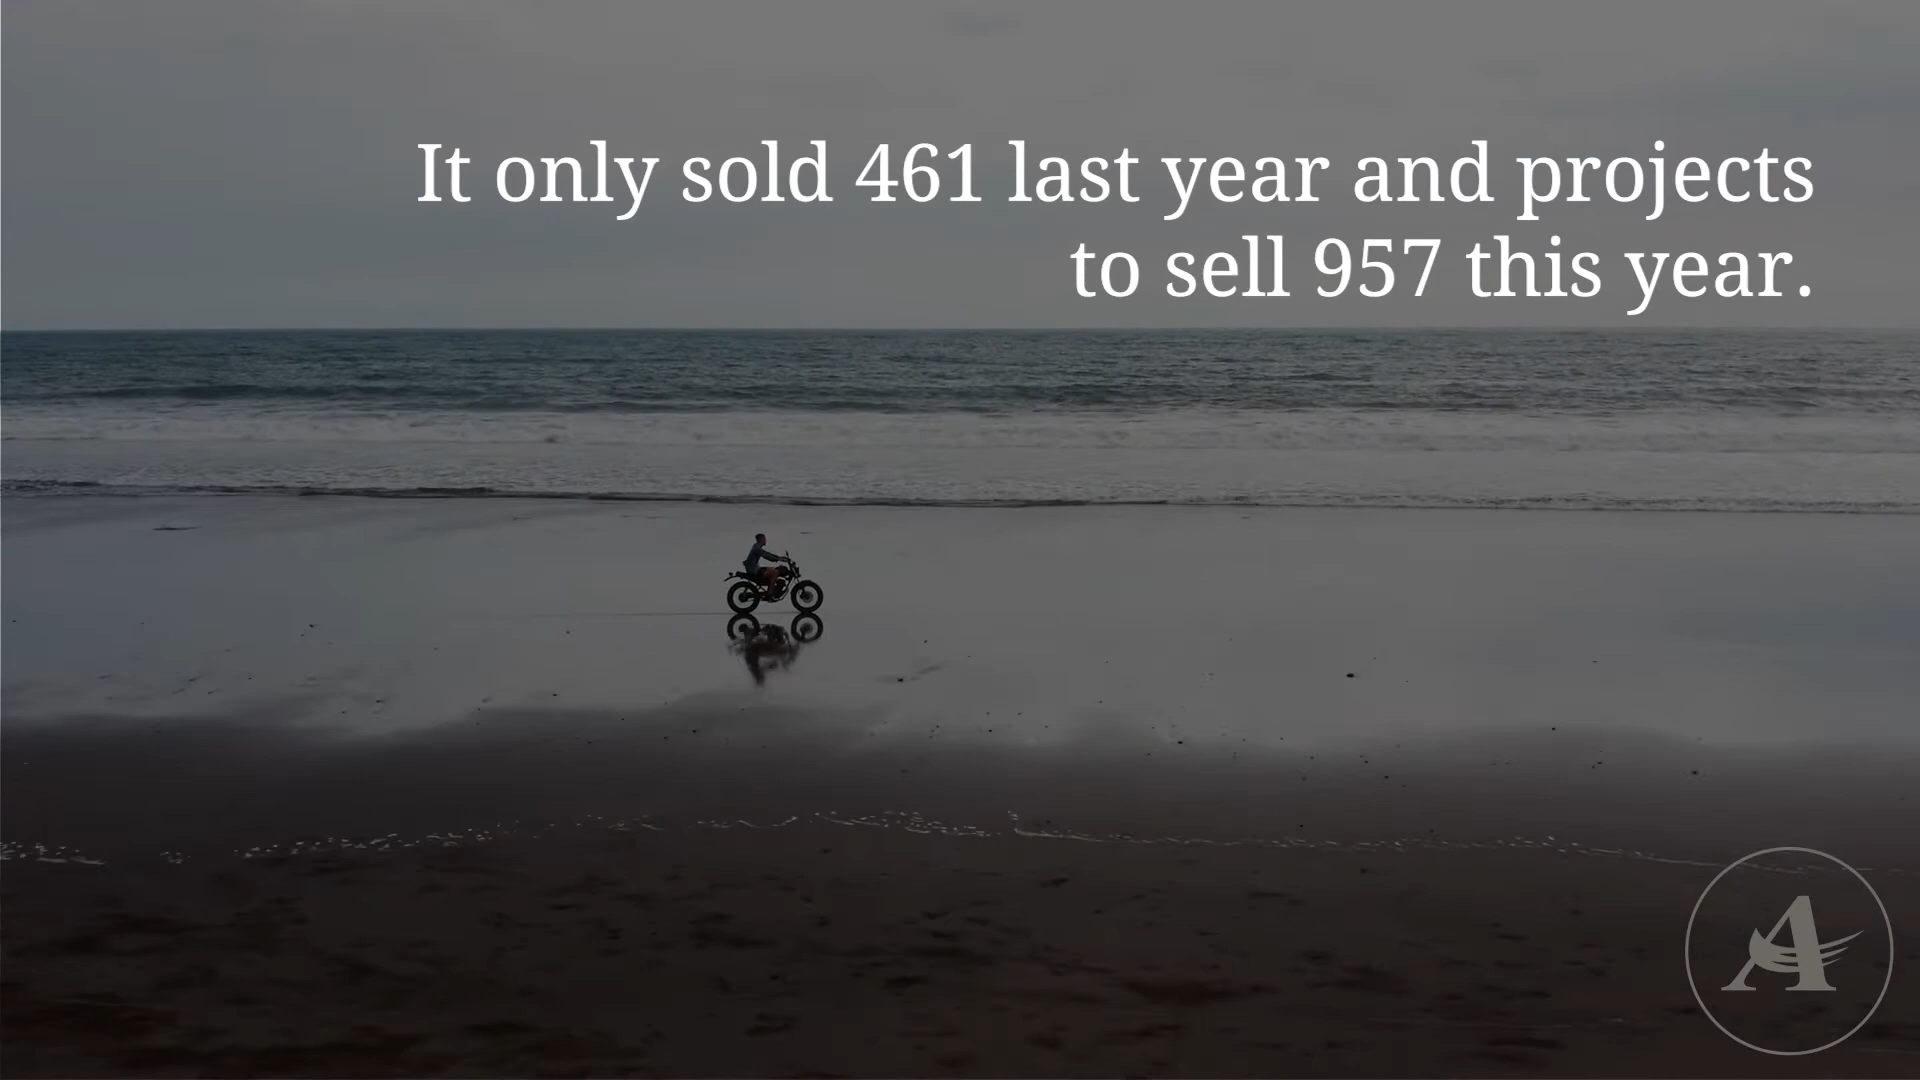 It only sold 461 last year and projects
to sell 957 this year.
A